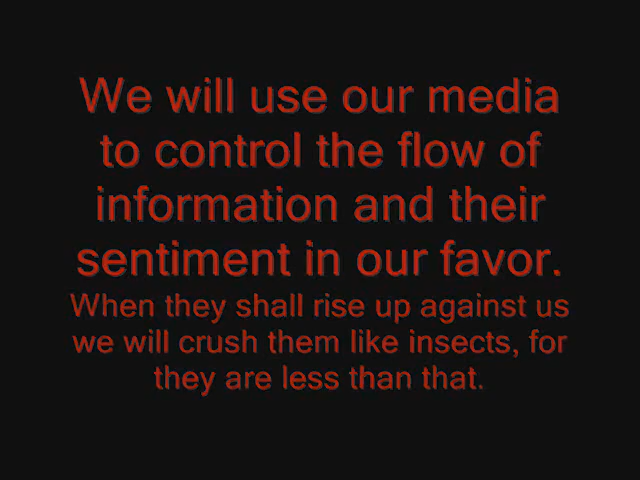 We will use our media
to control the flow of
information and their
sentiment in our favor.
When they shall rise up against us
we will crush them like insects, for
they are less than that.